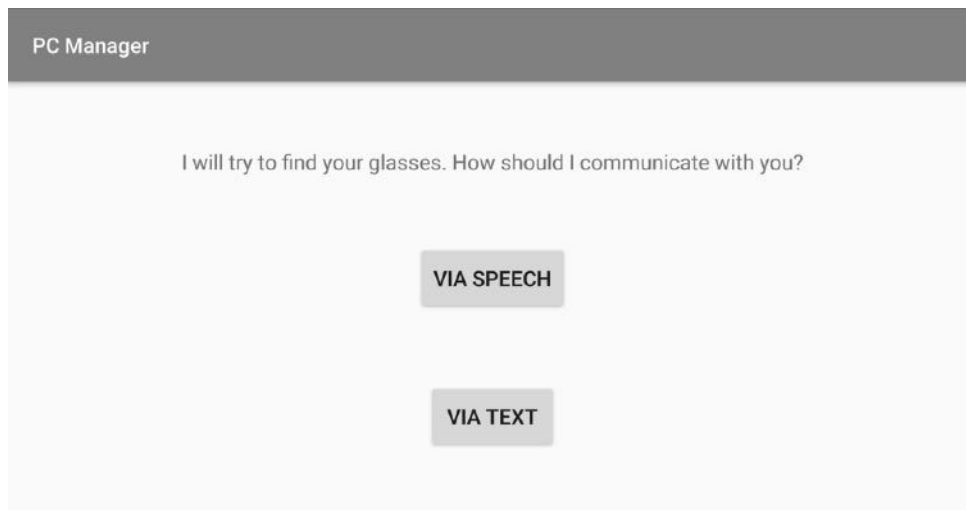 PC Manager
I will try to find your glasses. How should I communicate with you?
VIA SPEECH
VIA TEXT